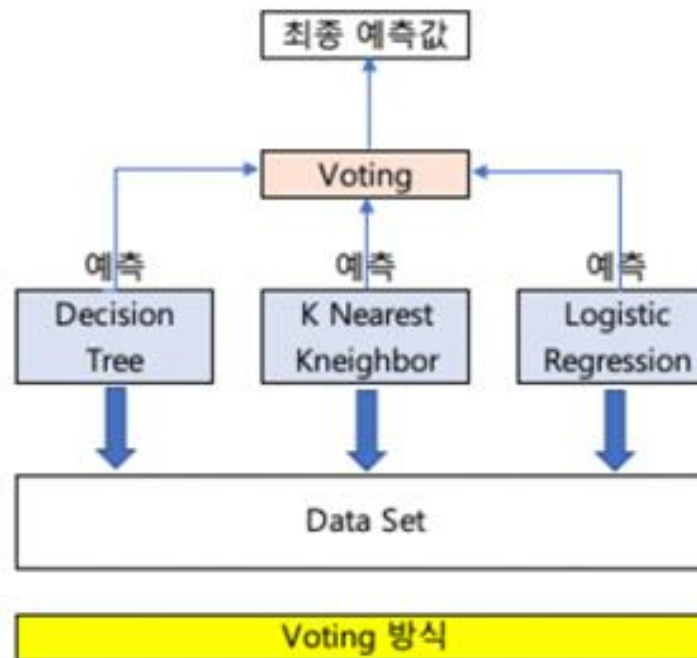 최종 예측값
Voting
예측 예측 예측
Decision Tree
K Nearest Kneighbor
Logistic Regression
Data Set
Voting 방식